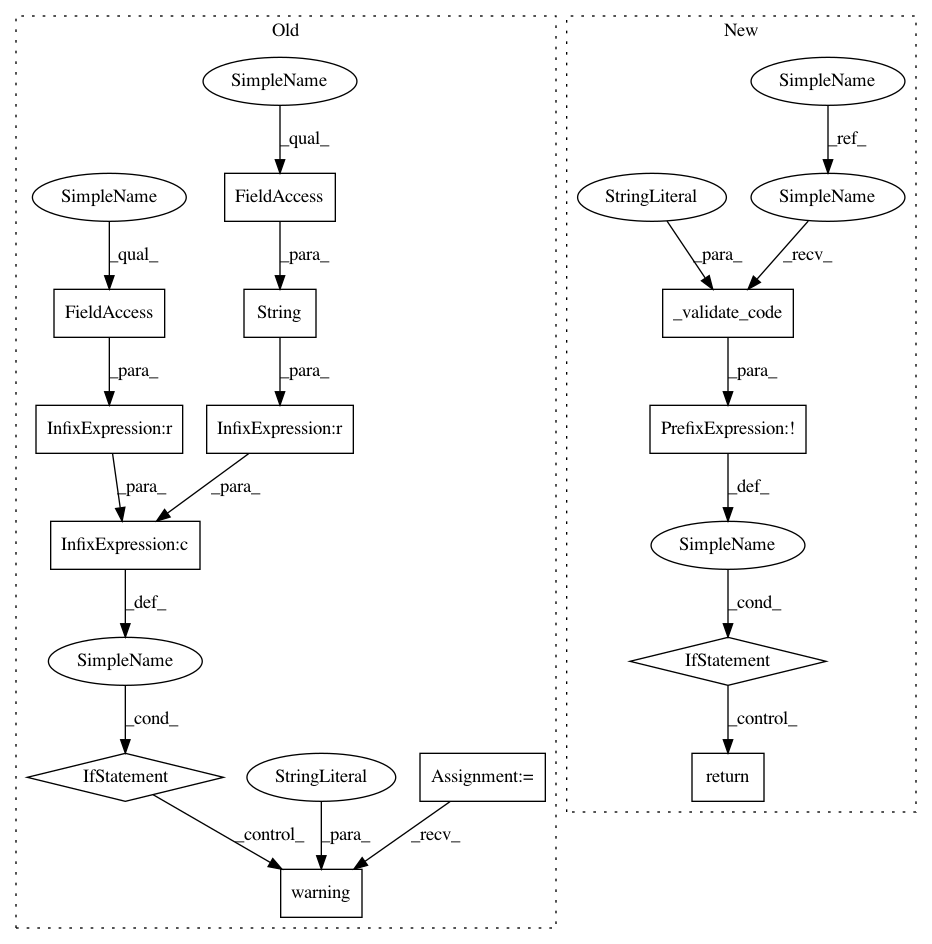 Old
New
SimpleName
SimpleName
_qual_
_ref_
SimpleName
FieldAccess
StringLiteral
SimpleName
_qual_
_para_
_para_
_recv_
FieldAccess
String
_validate_code
_para_
_para_
_para_
InfixExpression:r
InfixExpression:r
PrefixExpression:!
_para_
_para_
_def_
InfixExpression:c
SimpleName
_def_
_cond_
SimpleName
IfStatement
_cond_
_control_
IfStatement
StringLiteral
Assignment:=
return
_control_
_para_
_recv_
warning